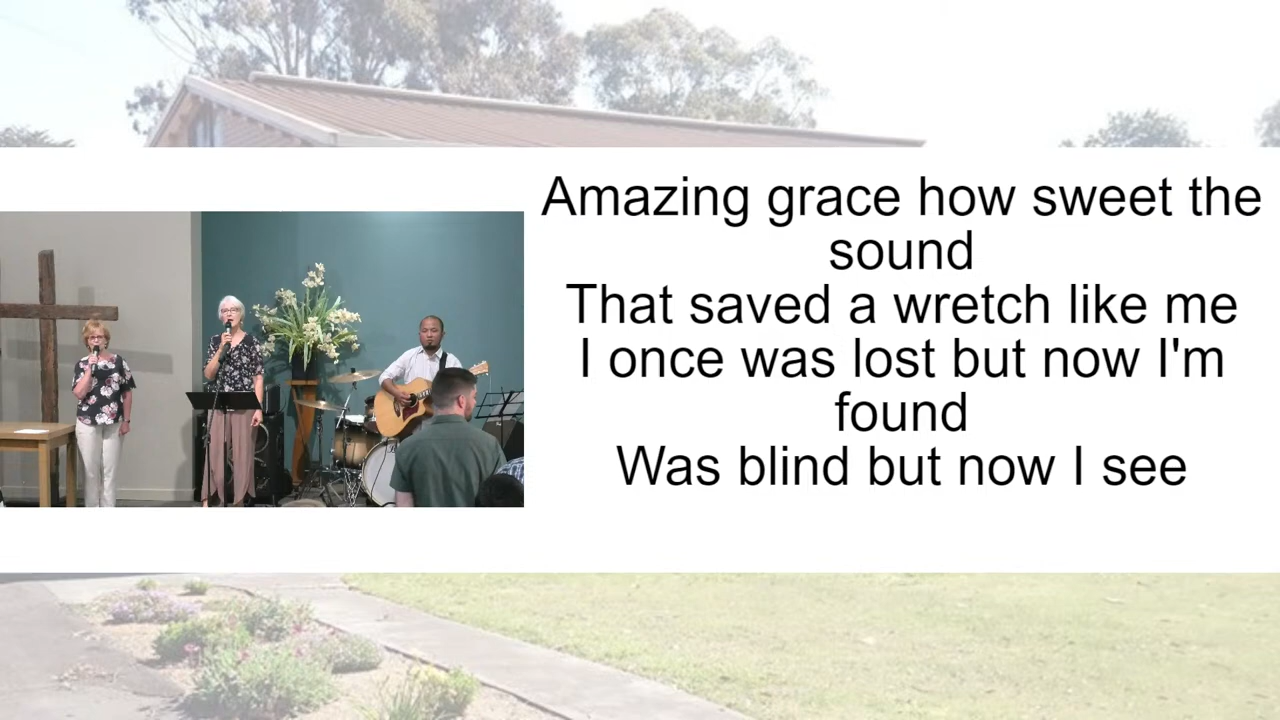 Amazing grace how sweet the
sound
That saved a wretch like me
I once was lost but now I'm
found
Was blind but now I see